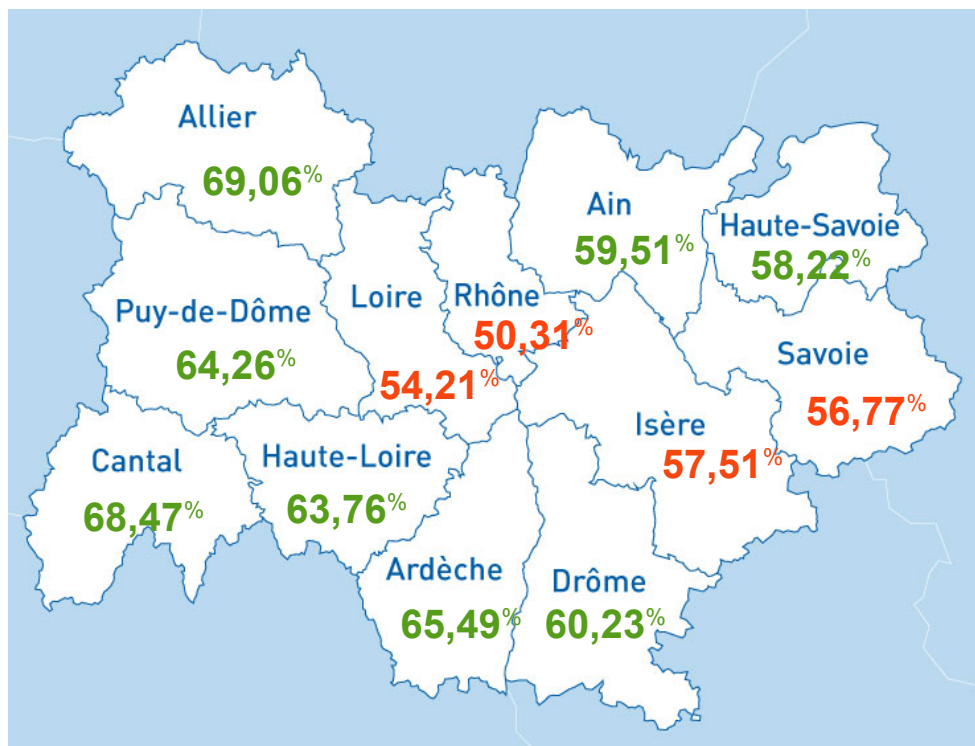 Allier
69,06%
Ain
59,51%
Haute-Savoie
58,22%
Puy-de-Dôme
64,26%
Loire
54,21%
Rhône
50,31%
Savoie
56,77%
Isère
57,51%
Cantal
68,47%
Haute-Loire
63,76%
Ardèche
65,49%
Drôme
60,23%